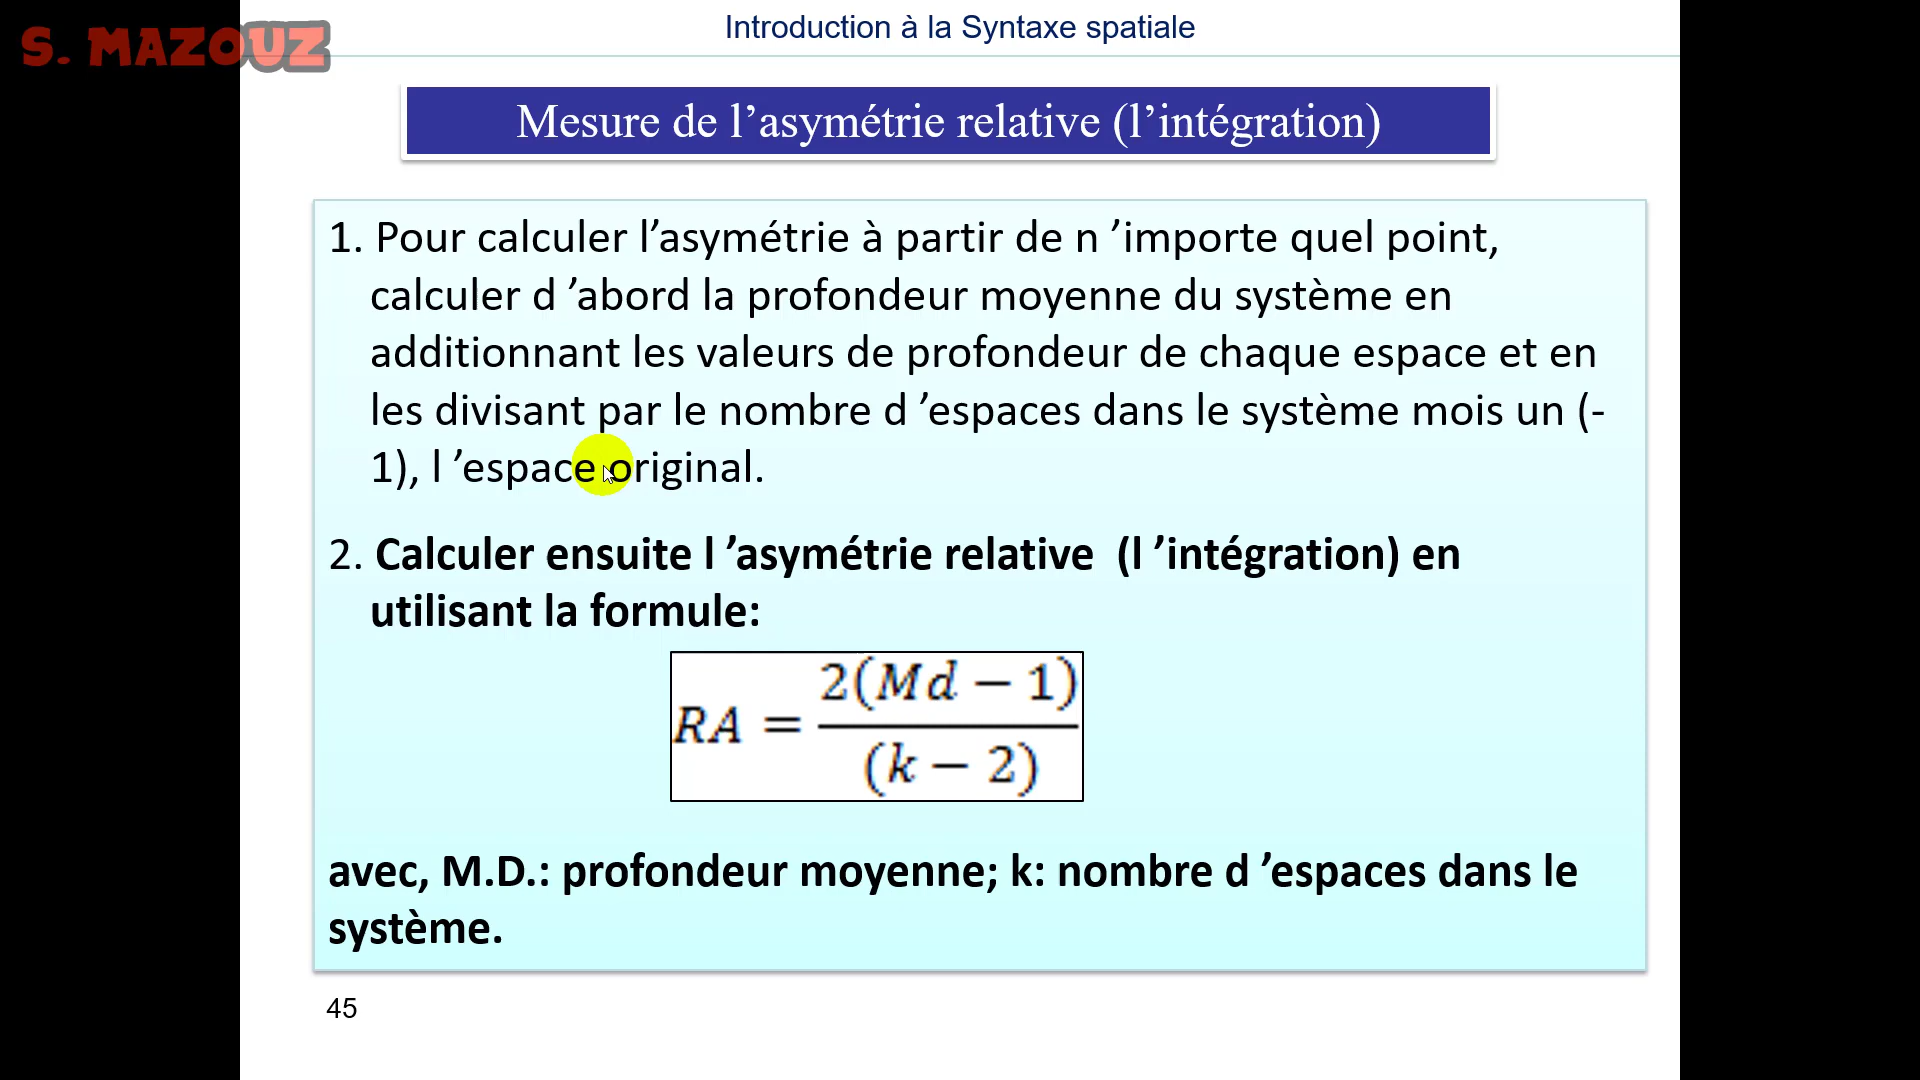 Introduction à la Syntaxe spatiale
S. MAZOUZ
Mesure de l’asymétrie relative (l’intégration)
1. Pour calculer l’asymétrie à partir de n ’importe quel point,
calculer d ’abord la profondeur moyenne du système en
additionnant les valeurs de profondeur de chaque espace et en
les divisant par le nombre d ’espaces dans le système mois un (-
1), l ’espace original.
2. Calculer ensuite l ’asymétrie relative  (l ’intégration) en
utilisant la formule:
RA = 2(Md − 1) / (k − 2)
avec, M.D.: profondeur moyenne; k: nombre d ’espaces dans le
système.
45